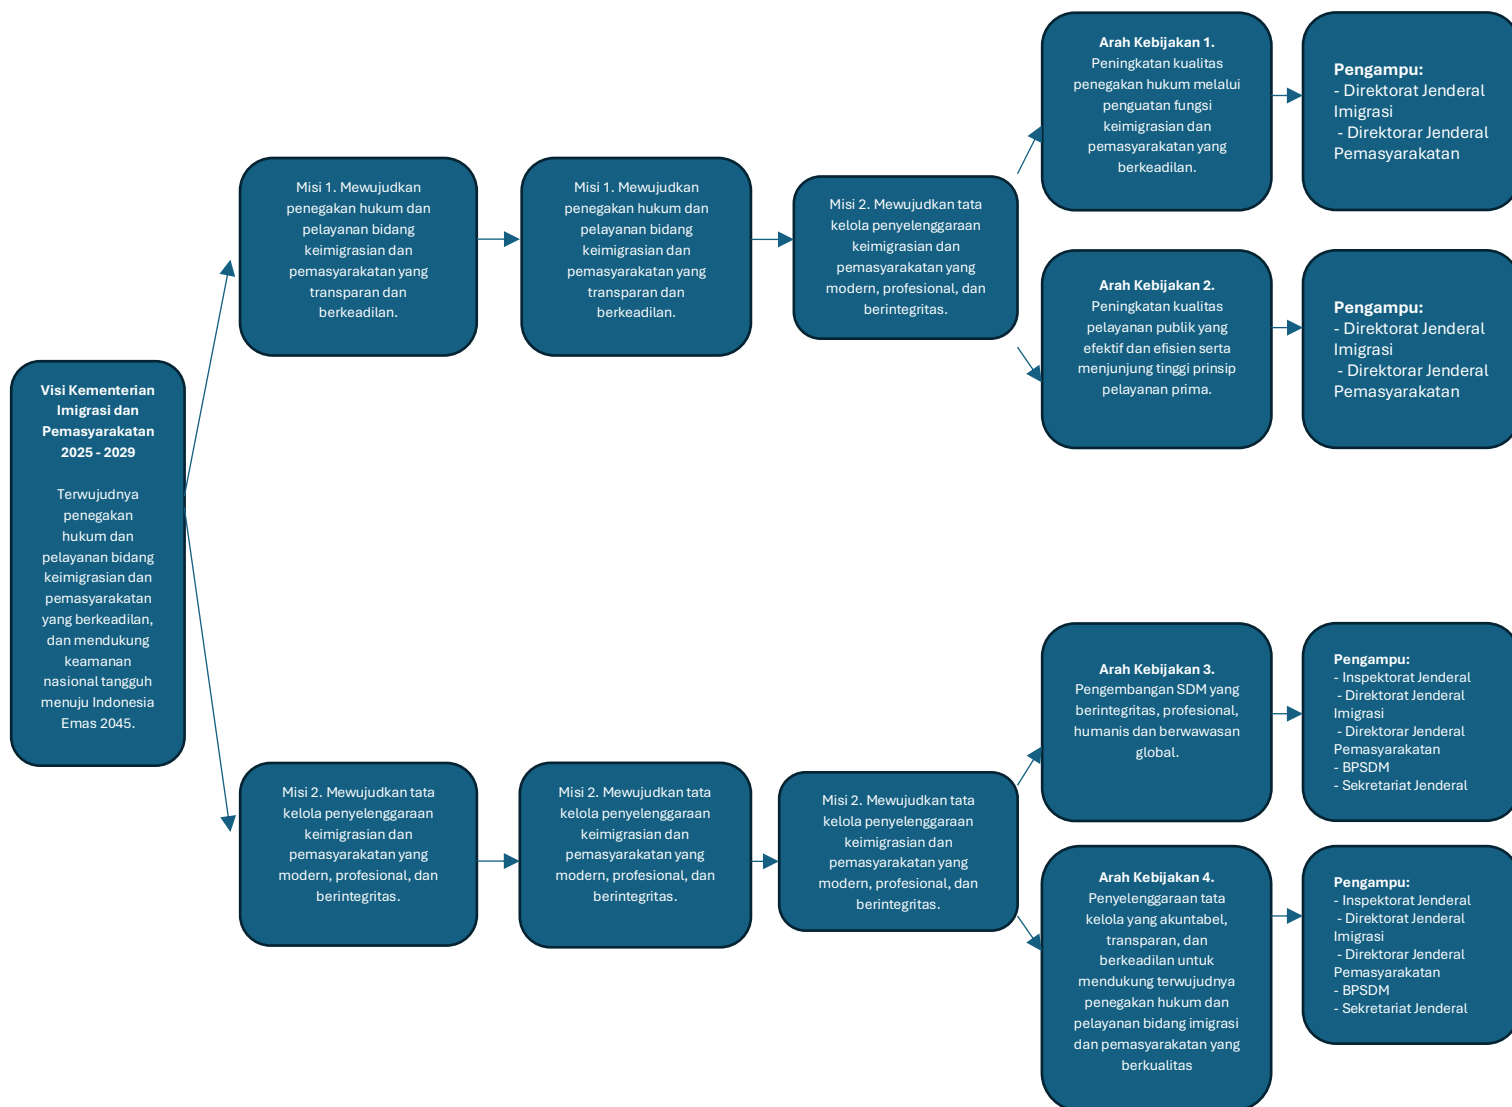 Visi Kementerian
Imigrasi dan
Pemasyarakatan
2025 - 2029
Terwujudnya
penegakan
hukum dan
pelayanan bidang
keimigrasian dan
pemasyarakatan
yang berkeadilan,
dan mendukung
keamanan
nasional tangguh
menuju Indonesia
Emas 2045.
Misi 1. Mewujudkan
penegakan hukum dan
pelayanan bidang
keimigrasian dan
pemasyarakatan yang
transparan dan
berkeadilan.
Misi 1. Mewujudkan
penegakan hukum dan
pelayanan bidang
keimigrasian dan
pemasyarakatan yang
transparan dan
berkeadilan.
Misi 2. Mewujudkan tata
kelola penyelenggaraan
keimigrasian dan
pemasyarakatan yang
modern, profesional, dan
berintegritas.
Arah Kebijakan 1.
Peningkatan kualitas
penegakan hukum melalui
penguatan fungsi
keimigrasian dan
pemasyarakatan yang
berkeadilan.
Pengampu:
- Direktorat Jenderal
Imigrasi
- Direktorar Jenderal
Pemasyarakatan
Arah Kebijakan 2.
Peningkatan kualitas
pelayanan publik yang
efektif dan efisien serta
menjunjung tinggi prinsip
pelayanan prima.
Pengampu:
- Direktorat Jenderal
Imigrasi
- Direktorar Jenderal
Pemasyarakatan
Misi 2. Mewujudkan tata
kelola penyelenggaraan
keimigrasian dan
pemasyarakatan yang
modern, profesional, dan
berintegritas.
Misi 2. Mewujudkan tata
kelola penyelenggaraan
keimigrasian dan
pemasyarakatan yang
modern, profesional, dan
berintegritas.
Misi 2. Mewujudkan tata
kelola penyelenggaraan
keimigrasian dan
pemasyarakatan yang
modern, profesional, dan
berintegritas.
Arah Kebijakan 3.
Pengembangan SDM yang
berintegritas, profesional,
humanis dan berwawasan
global.
Pengampu:
- Inspektorat Jenderal
- Direktorat Jenderal
Imigrasi
- Direktorar Jenderal
Pemasyarakatan
- BPSDM
- Sekretariat Jenderal
Arah Kebijakan 4.
Penyelenggaraan tata
kelola yang akuntabel,
transparan, dan
berkeadilan untuk
mendukung terwujudnya
penegakan hukum dan
pelayanan bidang imigrasi
dan pemasyarakatan yang
berkualitas
Pengampu:
- Inspektorat Jenderal
- Direktorat Jenderal
Imigrasi
- Direktorar Jenderal
Pemasyarakatan
- BPSDM
- Sekretariat Jenderal